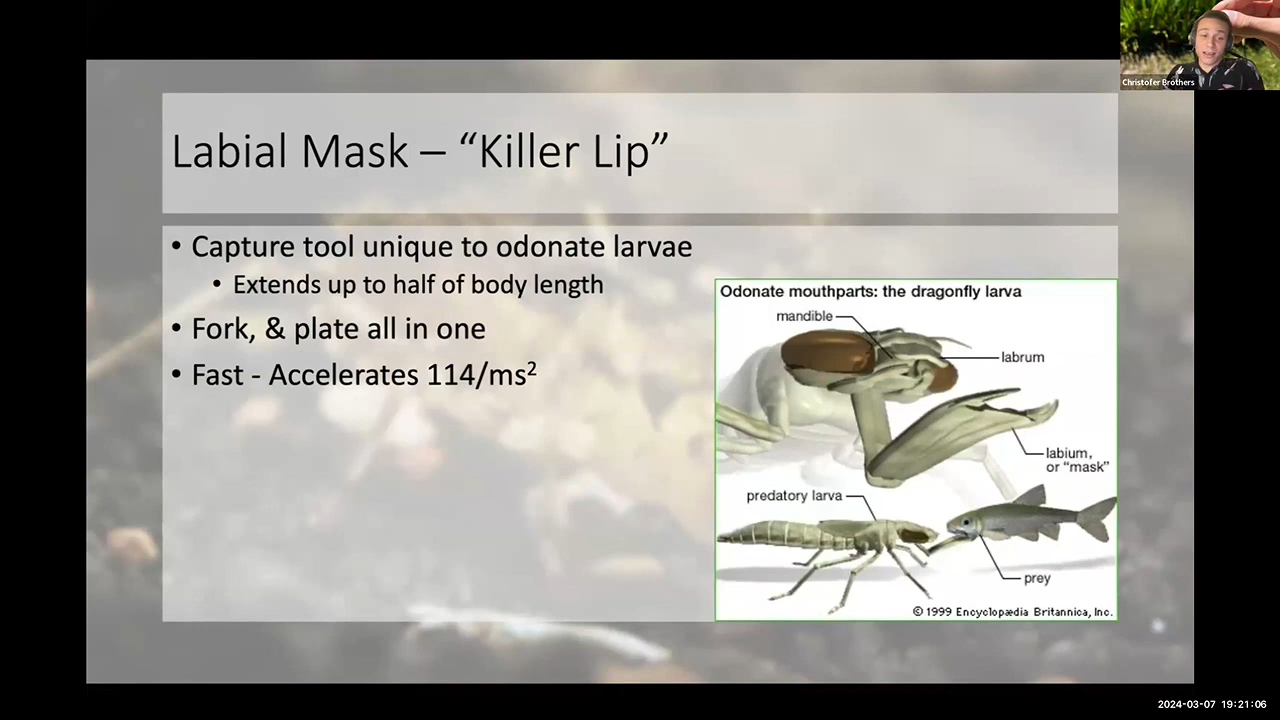 Christofer Brothers
Labial Mask – “Killer Lip”
• Capture tool unique to odonate larvae
• Extends up to half of body length
• Fork, & plate all in one
• Fast - Accelerates 114/ms²
Odonate mouthparts: the dragonfly larva
mandible
labrum
labium,
or “mask”
predatory larva
prey
© 1999 Encyclopædia Britannica, Inc.
2024-03-07 19:21:06